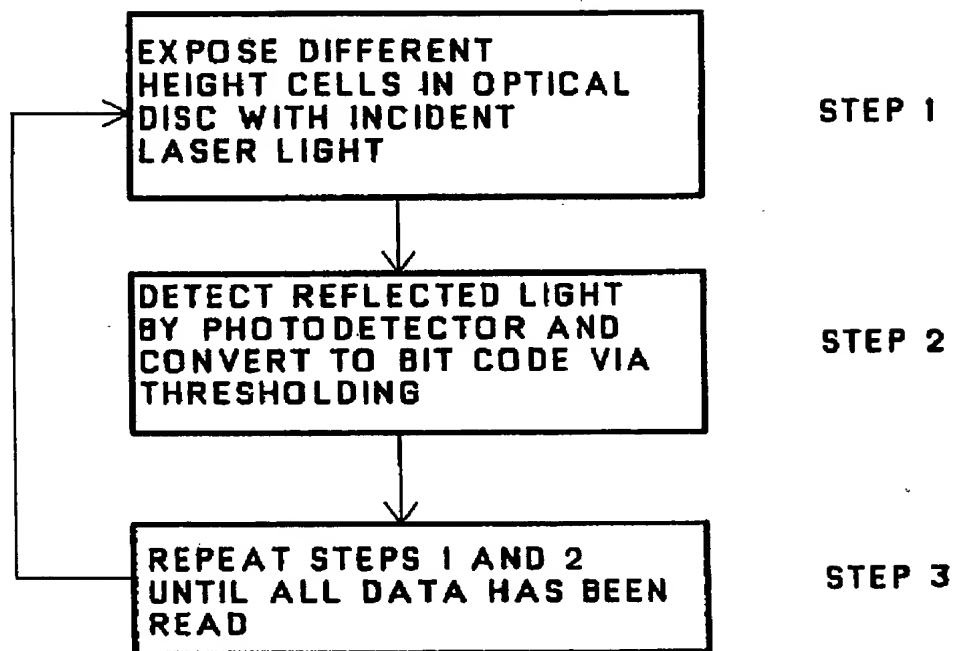 EXPOSE DIFFERENT
HEIGHT CELLS IN OPTICAL
DISC WITH INCIDENT
LASER LIGHT
STEP 1
DETECT REFLECTED LIGHT
BY PHOTODETECTOR AND
CONVERT TO BIT CODE VIA
THRESHOLDING
STEP 2
REPEAT STEPS 1 AND 2
UNTIL ALL DATA HAS BEEN
READ
STEP 3